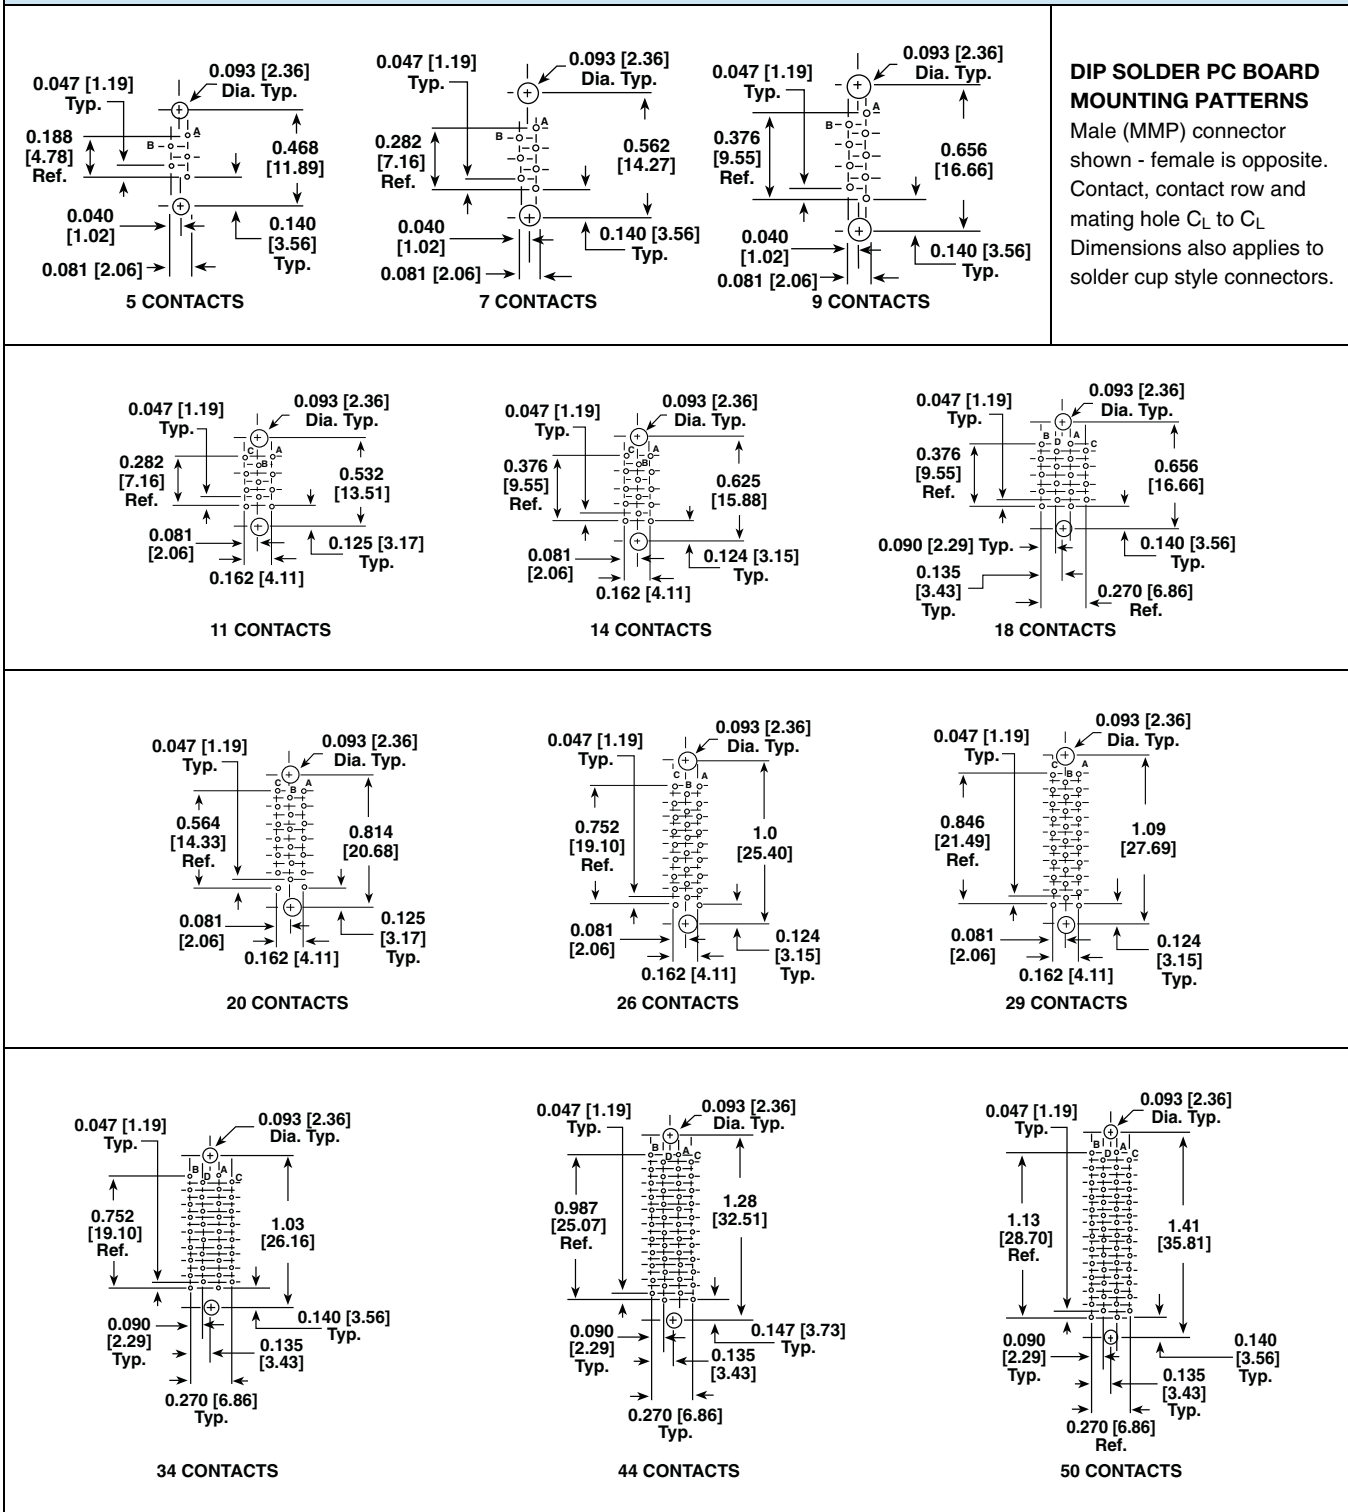 0.047 [1.19]
Typ.
0.093 [2.36]
Dia. Typ.
0.188
[4.78]
Ref.
A
B
0.468
[11.89]
0.040
[1.02]
0.140
[3.56]
Typ.
0.081 [2.06]
5 CONTACTS
0.047 [1.19]
Typ.
0.093 [2.36]
Dia. Typ.
0.282
[7.16]
Ref.
A
B
0.562
[14.27]
0.040
[1.02]
0.140 [3.56]
Typ.
0.081 [2.06]
7 CONTACTS
0.047 [1.19]
Typ.
0.093 [2.36]
Dia. Typ.
0.376
[9.55]
Ref.
A
B
0.656
[16.66]
0.040
[1.02]
0.140 [3.56]
Typ.
0.081 [2.06]
9 CONTACTS
DIP SOLDER PC BOARD
MOUNTING PATTERNS
Male (MMP) connector
shown - female is opposite.
Contact, contact row and
mating hole CL to CL
Dimensions also applies to
solder cup style connectors.
0.047 [1.19]
Typ.
0.093 [2.36]
Dia. Typ.
0.282
[7.16]
Ref.
C
B
A
0.532
[13.51]
0.081
[2.06]
0.125 [3.17]
Typ.
0.162 [4.11]
11 CONTACTS
0.047 [1.19]
Typ.
0.093 [2.36]
Dia. Typ.
0.376
[9.55]
Ref.
C
B
A
0.625
[15.88]
0.081
[2.06]
0.124 [3.15]
Typ.
0.162 [4.11]
14 CONTACTS
0.047 [1.19]
Typ.
0.093 [2.36]
Dia. Typ.
0.376
[9.55]
Ref.
B
D
A
C
0.656
[16.66]
0.090 [2.29] Typ.
0.140 [3.56]
Typ.
0.135
[3.43]
Typ.
0.270 [6.86]
Ref.
18 CONTACTS
0.047 [1.19]
Typ.
0.093 [2.36]
Dia. Typ.
0.564
[14.33]
Ref.
C
B
A
0.814
[20.68]
0.081
[2.06]
0.125
[3.17]
Typ.
0.162 [4.11]
20 CONTACTS
0.047 [1.19]
Typ.
0.093 [2.36]
Dia. Typ.
0.752
[19.10]
Ref.
C
B
A
1.0
[25.40]
0.081
[2.06]
0.124
[3.15]
Typ.
0.162 [4.11]
26 CONTACTS
0.047 [1.19]
Typ.
0.093 [2.36]
Dia. Typ.
0.846
[21.49]
Ref.
C
B
A
1.09
[27.69]
0.081
[2.06]
0.124
[3.15]
Typ.
0.162 [4.11]
29 CONTACTS
0.047 [1.19]
Typ.
0.093 [2.36]
Dia. Typ.
0.752
[19.10]
Ref.
B
D
A
C
1.03
[26.16]
0.090
[2.29]
Typ.
0.140 [3.56]
Typ.
0.135
[3.43]
0.270 [6.86]
Typ.
34 CONTACTS
0.047 [1.19]
Typ.
0.093 [2.36]
Dia. Typ.
0.987
[25.07]
Ref.
B
D
A
C
1.28
[32.51]
0.090
[2.29]
Typ.
0.147 [3.73]
Typ.
0.135
[3.43]
0.270 [6.86]
Typ.
44 CONTACTS
0.047 [1.19]
Typ.
0.093 [2.36]
Dia. Typ.
1.13
[28.70]
Ref.
B
D
A
C
1.41
[35.81]
0.090
[2.29]
Typ.
0.140
[3.56]
Typ.
0.135
[3.43]
Typ.
0.270 [6.86]
Ref.
50 CONTACTS